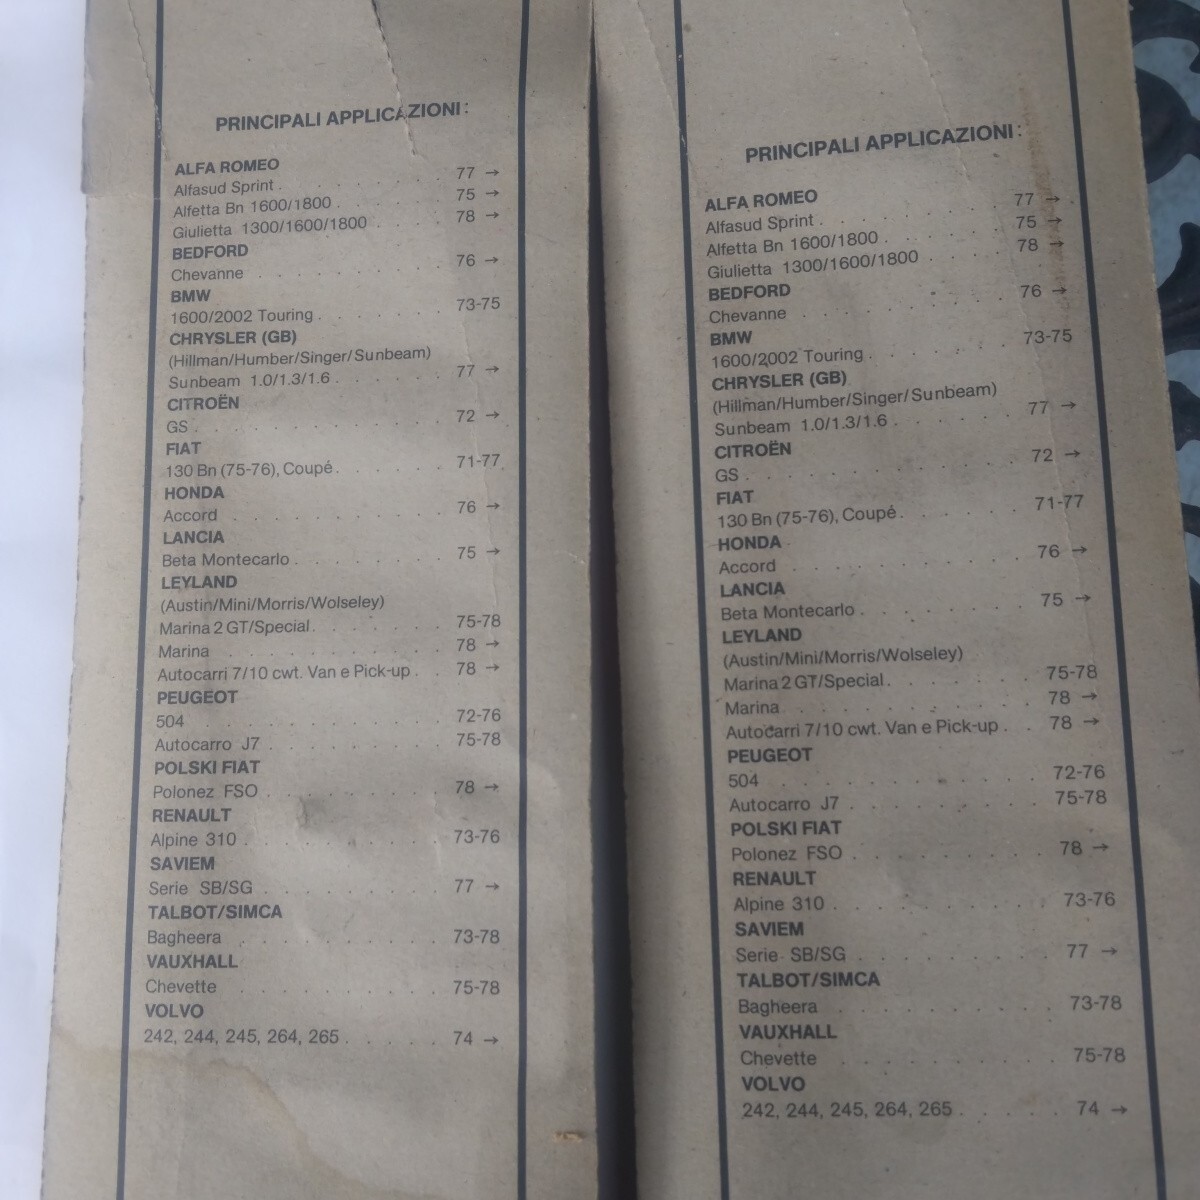 PRINCIPALI APPLICAZIONI:
ALFA ROMEO
Alfasud Sprint . . . . . . . . 77 →
Alfetta Bn 1600/1800 . . . . . . 75 →
Giulietta 1300/1600/1800 . . . . 78 →
BEDFORD
Chevanne . . . . . . . . . . 76 →
BMW
1600/2002 Touring . . . . . . . 73-75
CHRYSLER (GB)
(Hillman/Humber/Singer/Sunbeam)
Sunbeam 1.0/1.3/1.6 . . . . . . 77 →
CITROËN
GS . . . . . . . . . . . . 72 →
FIAT
130 Bn (75-76), Coupé . . . . . . 71-77
HONDA
Accord . . . . . . . . . . . 76 →
LANCIA
Beta Montecarlo . . . . . . . . 75 →
LEYLAND
(Austin/Mini/Morris/Wolseley)
Marina 2 GT/Special . . . . . . . 75-78
Marina . . . . . . . . . . . 78 →
Autocarri 7/10 cwt. Van e Pick-up . . 78 →
PEUGEOT
504 . . . . . . . . . . . . 72-76
Autocarro J7 . . . . . . . . . 75-78
POLSKI FIAT
Polonez FSO . . . . . . . . . 78 →
RENAULT
Alpine 310 . . . . . . . . . . 73-76
SAVIEM
Serie SB/SG . . . . . . . . . 77 →
TALBOT/SIMCA
Bagheera . . . . . . . . . . 73-78
VAUXHALL
Chevette . . . . . . . . . . 75-78
VOLVO
242, 244, 245, 264, 265 . . . . . 74 →
PRINCIPALI APPLICAZIONI:
ALFA ROMEO
Alfasud Sprint . . . . . . . . 77 →
Alfetta Bn 1600/1800 . . . . . . 75 →
Giulietta 1300/1600/1800 . . . . 78 →
BEDFORD
Chevanne . . . . . . . . . . 76 →
BMW
1600/2002 Touring . . . . . . . 73-75
CHRYSLER (GB)
(Hillman/Humber/Singer/Sunbeam)
Sunbeam 1.0/1.3/1.6 . . . . . . 77 →
CITROËN
GS . . . . . . . . . . . . 72 →
FIAT
130 Bn (75-76), Coupé . . . . . . 71-77
HONDA
Accord . . . . . . . . . . . 76 →
LANCIA
Beta Montecarlo . . . . . . . . 75 →
LEYLAND
(Austin/Mini/Morris/Wolseley)
Marina 2 GT/Special . . . . . . . 75-78
Marina . . . . . . . . . . . 78 →
Autocarri 7/10 cwt. Van e Pick-up . . 78 →
PEUGEOT
504 . . . . . . . . . . . . 72-76
Autocarro J7 . . . . . . . . . 75-78
POLSKI FIAT
Polonez FSO . . . . . . . . . 78 →
RENAULT
Alpine 310 . . . . . . . . . . 73-76
SAVIEM
Serie SB/SG . . . . . . . . . 77 →
TALBOT/SIMCA
Bagheera . . . . . . . . . . 73-78
VAUXHALL
Chevette . . . . . . . . . . 75-78
VOLVO
242, 244, 245, 264, 265 . . . . . 74 →